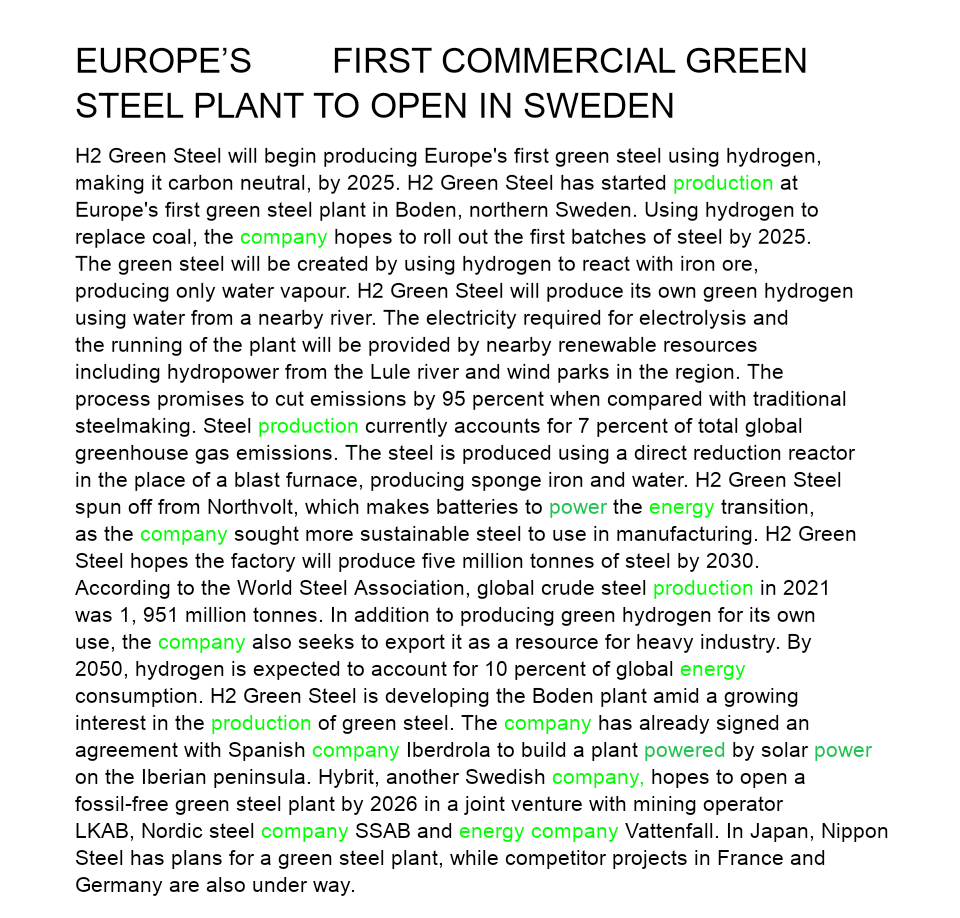 EUROPE’S FIRST COMMERCIAL GREEN
STEEL PLANT TO OPEN IN SWEDEN
H2 Green Steel will begin producing Europe's first green steel using hydrogen,
making it carbon neutral, by 2025. H2 Green Steel has started production at
Europe's first green steel plant in Boden, northern Sweden. Using hydrogen to
replace coal, the company hopes to roll out the first batches of steel by 2025.
The green steel will be created by using hydrogen to react with iron ore,
producing only water vapour. H2 Green Steel will produce its own green hydrogen
using water from a nearby river. The electricity required for electrolysis and
the running of the plant will be provided by nearby renewable resources
including hydropower from the Lule river and wind parks in the region. The
process promises to cut emissions by 95 percent when compared with traditional
steelmaking. Steel production currently accounts for 7 percent of total global
greenhouse gas emissions. The steel is produced using a direct reduction reactor
in the place of a blast furnace, producing sponge iron and water. H2 Green Steel
spun off from Northvolt, which makes batteries to power the energy transition,
as the company sought more sustainable steel to use in manufacturing. H2 Green
Steel hopes the factory will produce five million tonnes of steel by 2030.
According to the World Steel Association, global crude steel production in 2021
was 1, 951 million tonnes. In addition to producing green hydrogen for its own
use, the company also seeks to export it as a resource for heavy industry. By
2050, hydrogen is expected to account for 10 percent of global energy
consumption. H2 Green Steel is developing the Boden plant amid a growing
interest in the production of green steel. The company has already signed an
agreement with Spanish company Iberdrola to build a plant powered by solar power
on the Iberian peninsula. Hybrit, another Swedish company, hopes to open a
fossil-free green steel plant by 2026 in a joint venture with mining operator
LKAB, Nordic steel company SSAB and energy company Vattenfall. In Japan, Nippon
Steel has plans for a green steel plant, while competitor projects in France and
Germany are also under way.